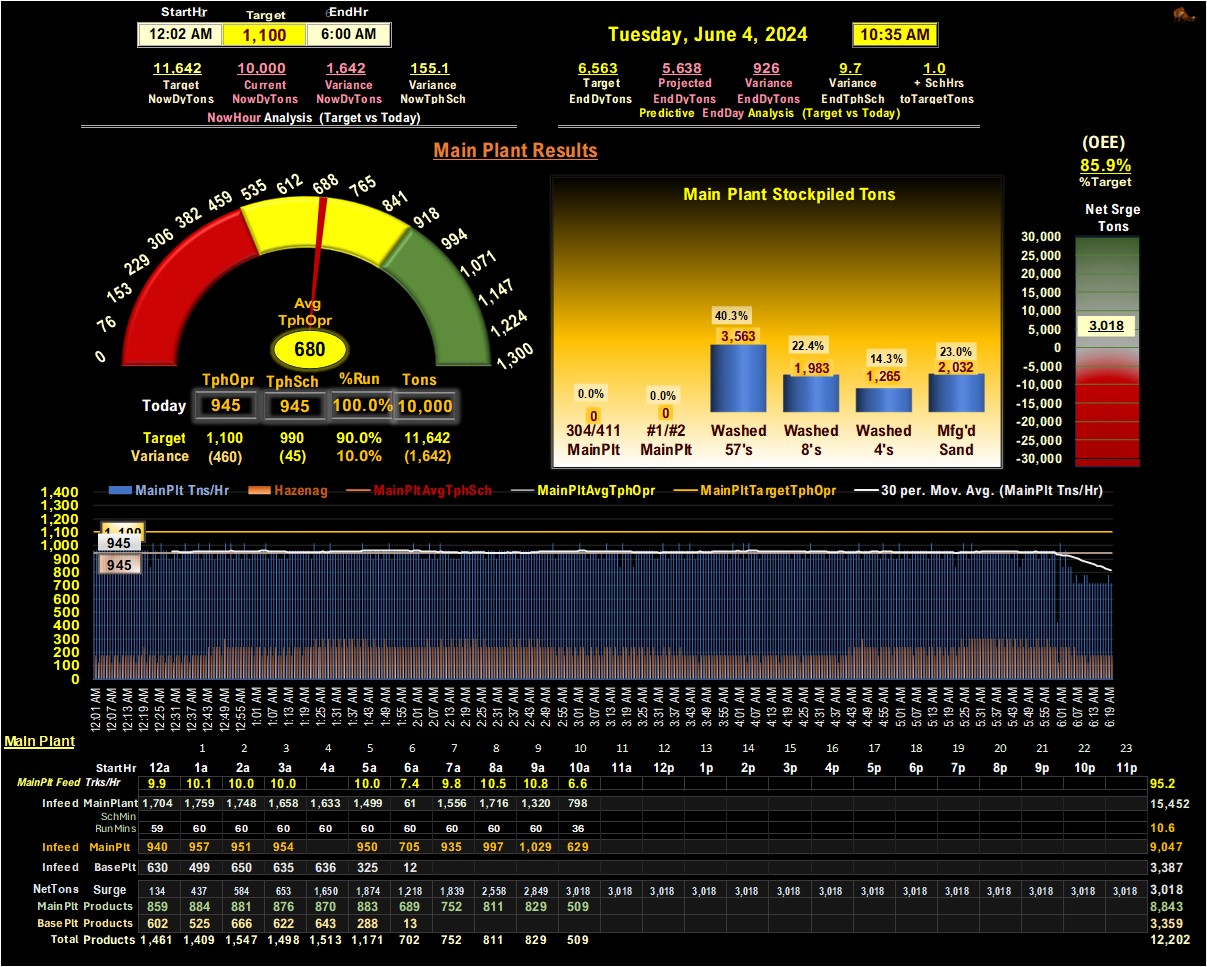 StartHr Target EndHr
12:02 AM 1,100 6:00 AM
Tuesday, June 4, 2024 10:35 AM
11,642 10,000 1,642 155.1
Target Current Variance Variance
NowDyTons NowDyTons NowDyTons NowTphSch
NowHour Analysis (Target vs Today)
6,563 5,638 926 9.7 1.0
Target Projected Variance Variance + SchHrs
EndDyTons EndDyTons EndDyTons EndTphSch toTargetTons
Predictive EndDay Analysis (Target vs Today)
Main Plant Results
(OEE)
85.9%
%Target
0 76 153 229 306 382 459 535 612 688 765 841 918 994 1,071 1,147 1,224 1,300
Avg
TphOpr
680
TphOpr TphSch %Run Tons
Today 945 945 100.0% 10,000
Target 1,100 990 90.0% 11,642
Variance (460) (45) 10.0% (1,642)
Main Plant Stockpiled Tons
0.0% 0.0% 40.3% 22.4% 14.3% 23.0%
0 0 3,563 1,983 1,265 2,032
304/411 #1/#2 Washed Washed Washed Mfg'd
MainPlt MainPlt 57's 8's 4's Sand
Net Srge
Tons
30,000
25,000
20,000
15,000
10,000
5,000
0
-5,000
-10,000
-15,000
-20,000
-25,000
-30,000
3,018
MainPlt Tns/Hr Hazenag MainPltAvgTphSch MainPltAvgTphOpr MainPltTargetTphOpr 30 per. Mov. Avg. (MainPlt Tns/Hr)
1,400
1,300
1,200
1,100
1,000
900
800
700
600
500
400
300
200
100
0
1,100
945
945
12:01 AM 12:07 AM 12:13 AM 12:19 AM 12:25 AM 12:31 AM 12:37 AM 12:43 AM 12:49 AM 12:55 AM 1:01 AM 1:07 AM 1:13 AM 1:19 AM 1:25 AM 1:31 AM 1:37 AM 1:43 AM 1:49 AM 1:55 AM 2:01 AM 2:07 AM 2:13 AM 2:19 AM 2:25 AM 2:31 AM 2:37 AM 2:43 AM 2:49 AM 2:55 AM 3:01 AM 3:07 AM 3:13 AM 3:19 AM 3:25 AM 3:31 AM 3:37 AM 3:43 AM 3:49 AM 3:55 AM 4:01 AM 4:07 AM 4:13 AM 4:19 AM 4:25 AM 4:31 AM 4:37 AM 4:43 AM 4:49 AM 4:55 AM 5:01 AM 5:07 AM 5:13 AM 5:19 AM 5:25 AM 5:31 AM 5:37 AM 5:43 AM 5:49 AM 5:55 AM 6:01 AM 6:07 AM 6:13 AM 6:19 AM
Main Plant
1 2 3 4 5 6 7 8 9 10 11 12 13 14 15 16 17 18 19 20 21 22 23
StartHr 12a 1a 2a 3a 4a 5a 6a 7a 8a 9a 10a 11a 12p 1p 2p 3p 4p 5p 6p 7p 8p 9p 10p 11p
MainPlt Feed Trks/Hr 9.9 10.1 10.0 10.0 10.0 7.4 9.8 10.5 10.8 6.6 95.2
Infeed MainPlant 1,704 1,759 1,748 1,658 1,633 1,499 61 1,556 1,716 1,320 798 15,452
SchMin
RunMins 59 60 60 60 60 60 60 60 60 60 36 10.6
Infeed MainPlt 940 957 951 954 950 705 935 997 1,029 629 9,047
Infeed BasePlt 630 499 650 635 636 325 12 3,387
NetTons Surge 134 437 584 653 1,650 1,874 1,218 1,839 2,558 2,849 3,018 3,018 3,018 3,018 3,018 3,018 3,018 3,018 3,018 3,018 3,018 3,018 3,018 3,018 3,018
MainPlt Products 859 884 881 876 870 883 689 752 811 829 509 8,843
BasePlt Products 602 525 666 622 643 288 13 3,359
Total Products 1,461 1,409 1,547 1,498 1,513 1,171 702 752 811 829 509 12,202